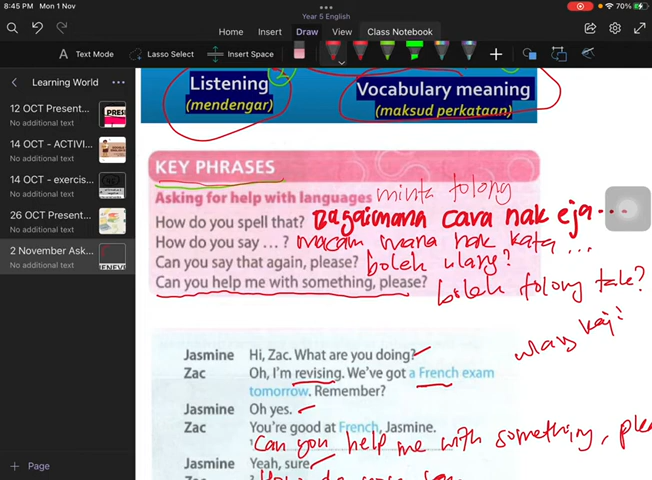 8:45 PM Mon 1 Nov
70%
Year 5 English
Home Insert Draw View Class Notebook
Text Mode Lasso Select Insert Space
Learning World
12 OCT Present...
No additional text
14 OCT - ACTIVI...
No additional text
14 OCT - exercis...
No additional text
26 OCT Present...
No additional text
2 November Ask...
No additional text
Page
Listening
(mendengar)
Vocabulary meaning
(maksud perkataan)
KEY PHRASES
Asking for help with languages minta tolong
How do you spell that? Bagaimana cara nak eja...
How do you say ... ? macam mana nak kata ...
Can you say that again, please? boleh ulang?
Can you help me with something, please? boleh tolong tak?
Jasmine Hi, Zac. What are you doing?
Zac Oh, I'm revising. We've got a French exam
tomorrow. Remember?
Jasmine Oh yes.
Zac You're good at French, Jasmine.
1 Can you help me with something, plea
Jasmine Yeah, sure.